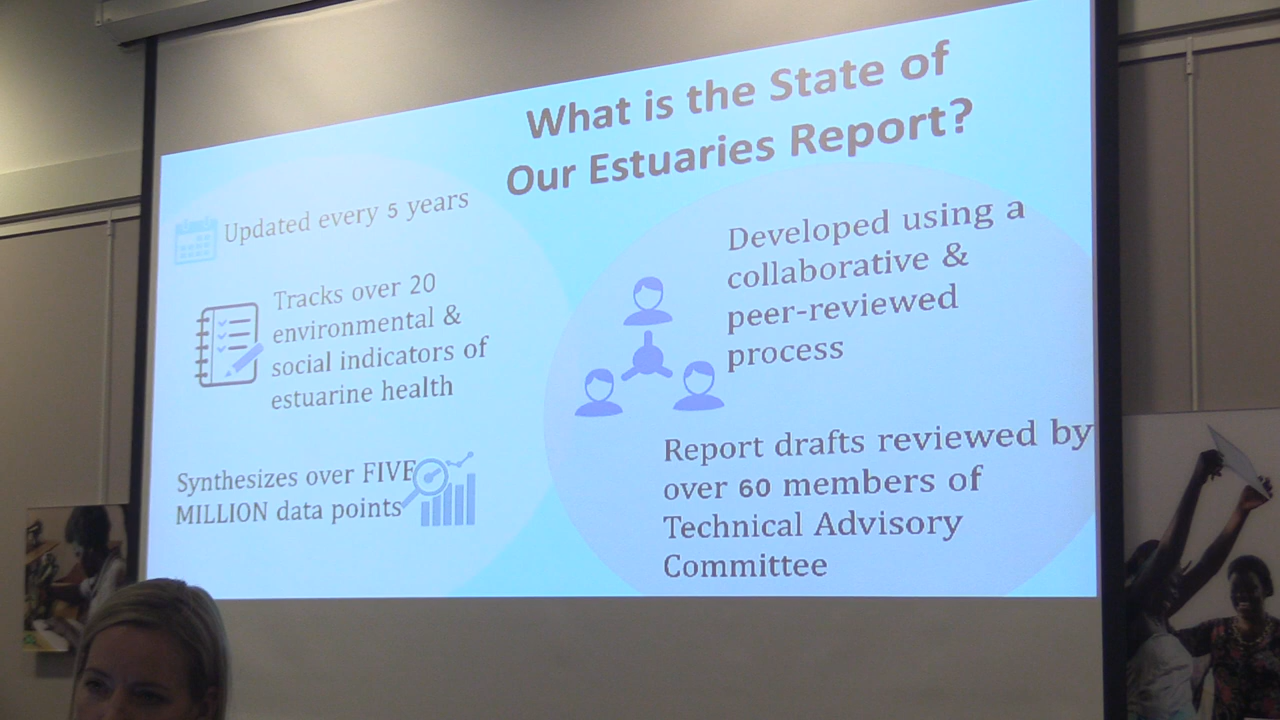 What is the State of
Our Estuaries Report?
Updated every 5 years
Tracks over 20
environmental &
social indicators of
estuarine health
Synthesizes over FIVE
MILLION data points
Developed using a
collaborative &
peer-reviewed
process
Report drafts reviewed by
over 60 members of
Technical Advisory
Committee